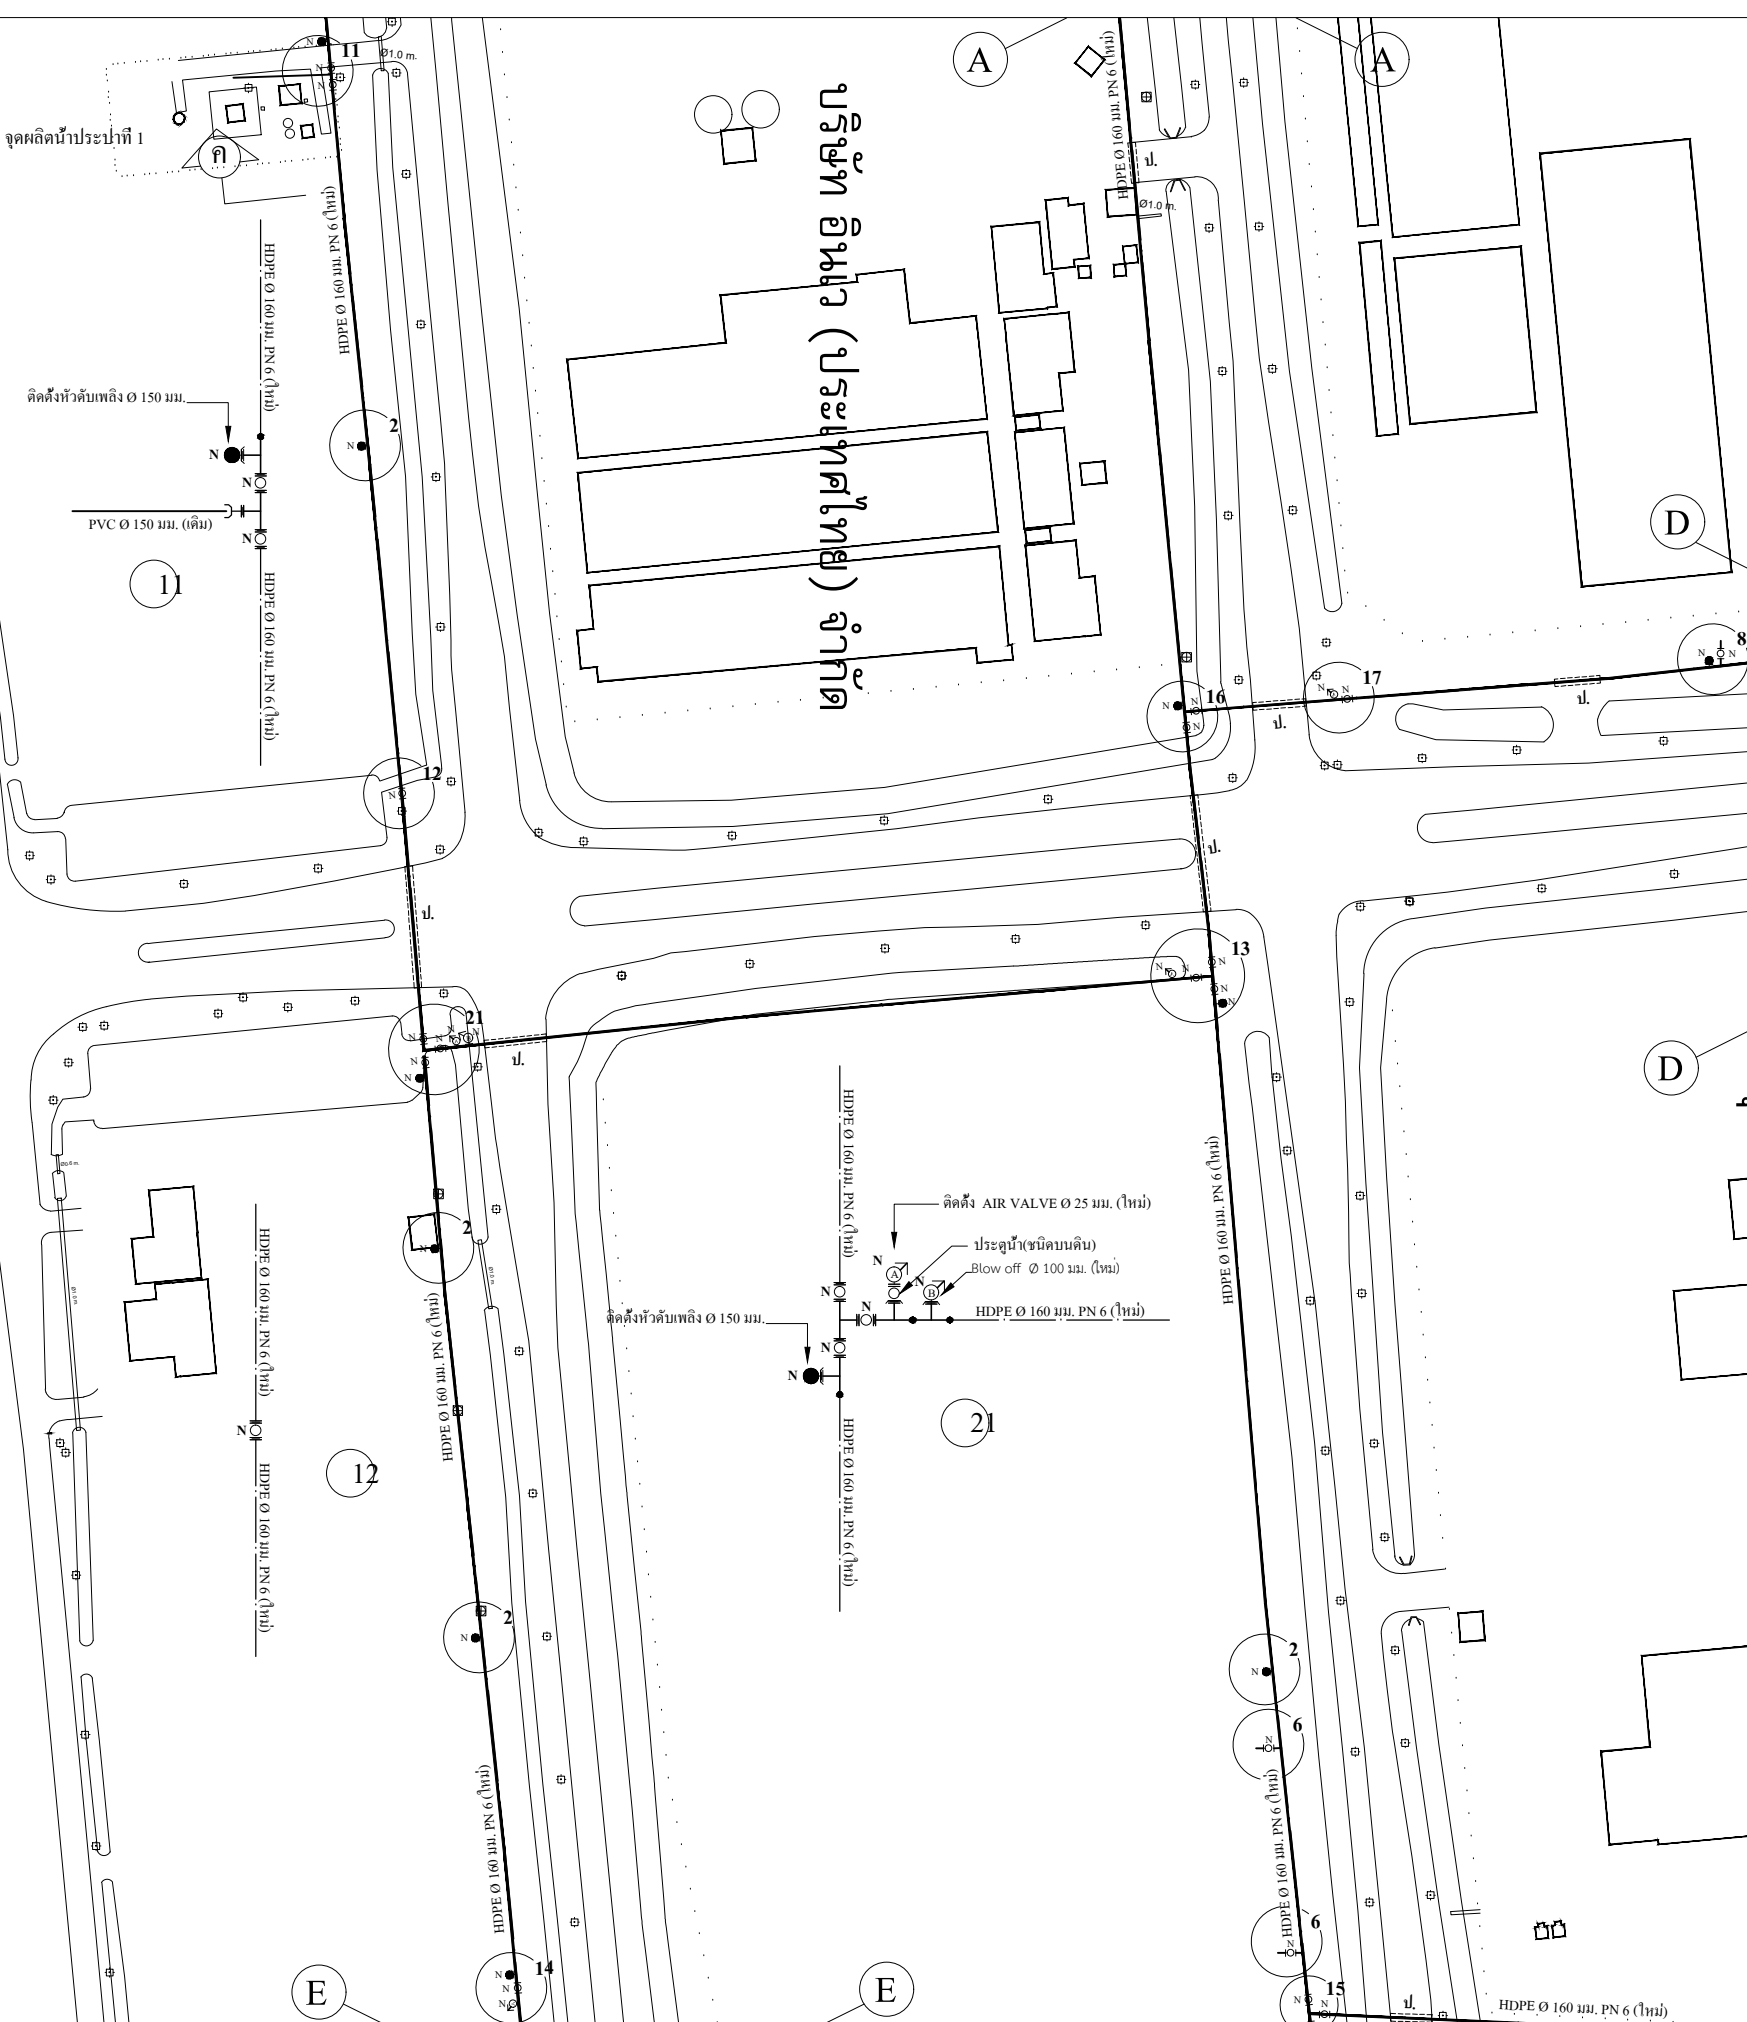 11
Ø1.0 m.
A
A
จุดผลิตน้ำประปาที่ 1
ค
HDPE Ø 160 มม. PN 6 (ใหม่)
HDPE Ø 160 มม. PN 6 (ใหม่)
ป.
Ø1.0 m.
บริษัท อินแว (ประเทศไทย) จำกัด
HDPE Ø 160 มม. PN 6 (ใหม่)
ติดตั้งหัวดับเพลิง Ø 150 มม.
2
N
N
PVC Ø 150 มม. (เดิม)
N
11
HDPE Ø 160 มม. PN 6 (ใหม่)
D
8
17
16
ป.
ป.
12
ป.
ป.
13
21
ป.
D
Ø0.6 m.
Ø1.0 m.
2
Ø1.0 m.
HDPE Ø 160 มม. PN 6 (ใหม่)
N
HDPE Ø 160 มม. PN 6 (ใหม่)
12
HDPE Ø 160 มม. PN 6 (ใหม่)
HDPE Ø 160 มม. PN 6 (ใหม่)
ติดตั้ง AIR VALVE Ø 25 มม. (ใหม่)
ประตูน้ำ(ชนิดบนดิน)
Blow off Ø 100 มม. (ใหม่)
N
A
N
B
N
N
HDPE Ø 160 มม. PN 6 (ใหม่)
ติดตั้งหัวดับเพลิง Ø 150 มม.
N
N
21
HDPE Ø 160 มม. PN 6 (ใหม่)
HDPE Ø 160 มม. PN 6 (ใหม่)
2
2
6
HDPE Ø 160 มม. PN 6 (ใหม่)
HDPE Ø 160 มม. PN 6 (ใหม่)
6
14
E
E
15
ป.
HDPE Ø 160 มม. PN 6 (ใหม่)